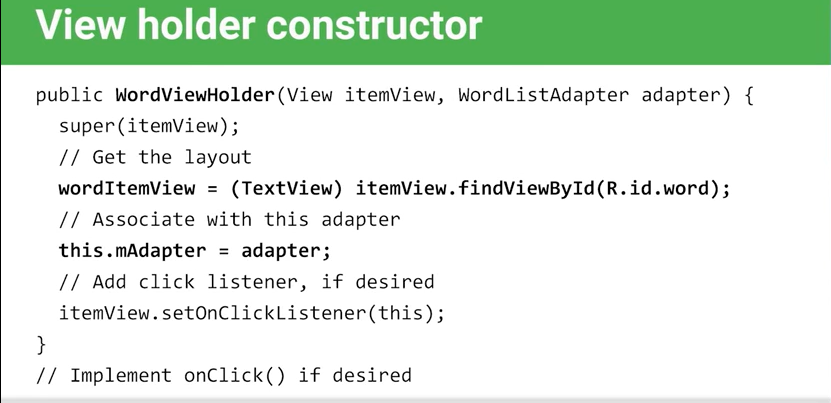 View holder constructor
public WordViewHolder(View itemView, WordListAdapter adapter) {
super(itemView);
// Get the layout
wordItemView = (TextView) itemView.findViewById(R.id.word);
// Associate with this adapter
this.mAdapter = adapter;
// Add click listener, if desired
itemView.setOnClickListener(this);
}
// Implement onClick() if desired